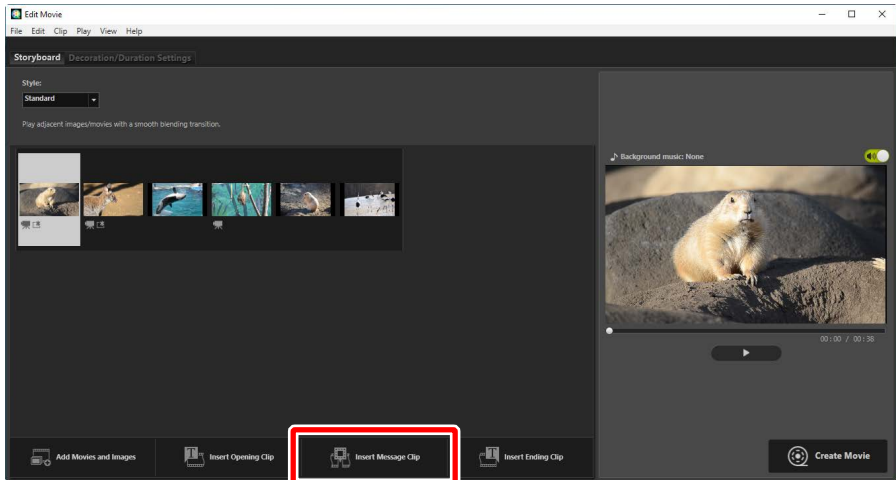 Edit Movie
File Edit Clip Play View Help
Storyboard Decoration/Duration Settings
Style:
Standard
Play adjacent images/movies with a smooth blending transition.
Background music: None
00:00 / 00:38
Add Movies and Images
Insert Opening Clip
Insert Message Clip
Insert Ending Clip
Create Movie